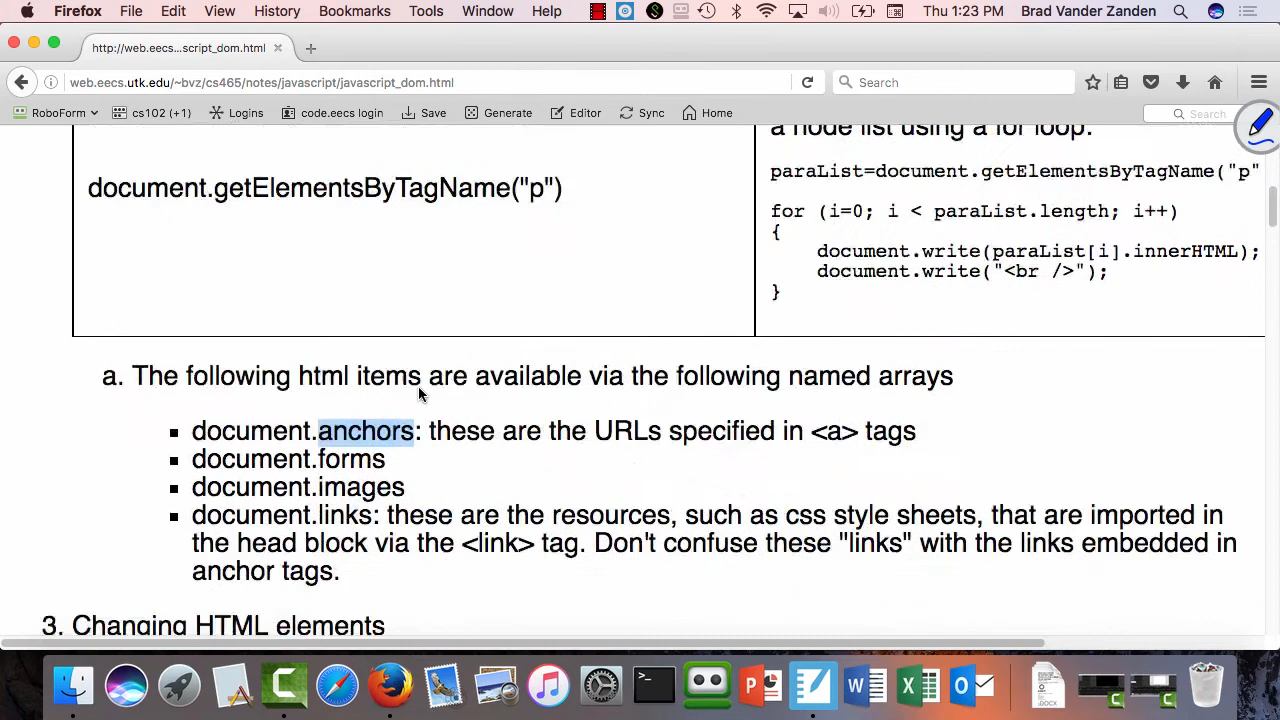 Firefox File Edit View History Bookmarks Tools Window Help Thu 1:23 PM Brad Vander Zanden
http://web.eecs...script_dom.html
web.eecs.utk.edu/~bvz/cs465/notes/javascript/javascript_dom.html Search
RoboForm cs102 (+1) Logins code.eecs login Save Generate Editor Sync Home Search
a node list using a for loop:
document.getElementsByTagName("p")
paraList=document.getElementsByTagName("p"
for (i=0; i < paraList.length; i++)
{
document.write(paraList[i].innerHTML);
document.write("<br />");
}
a. The following html items are available via the following named arrays
document.anchors: these are the URLs specified in <a> tags
document.forms
document.images
document.links: these are the resources, such as css style sheets, that are imported in
the head block via the <link> tag. Don't confuse these "links" with the links embedded in
anchor tags.
3. Changing HTML elements